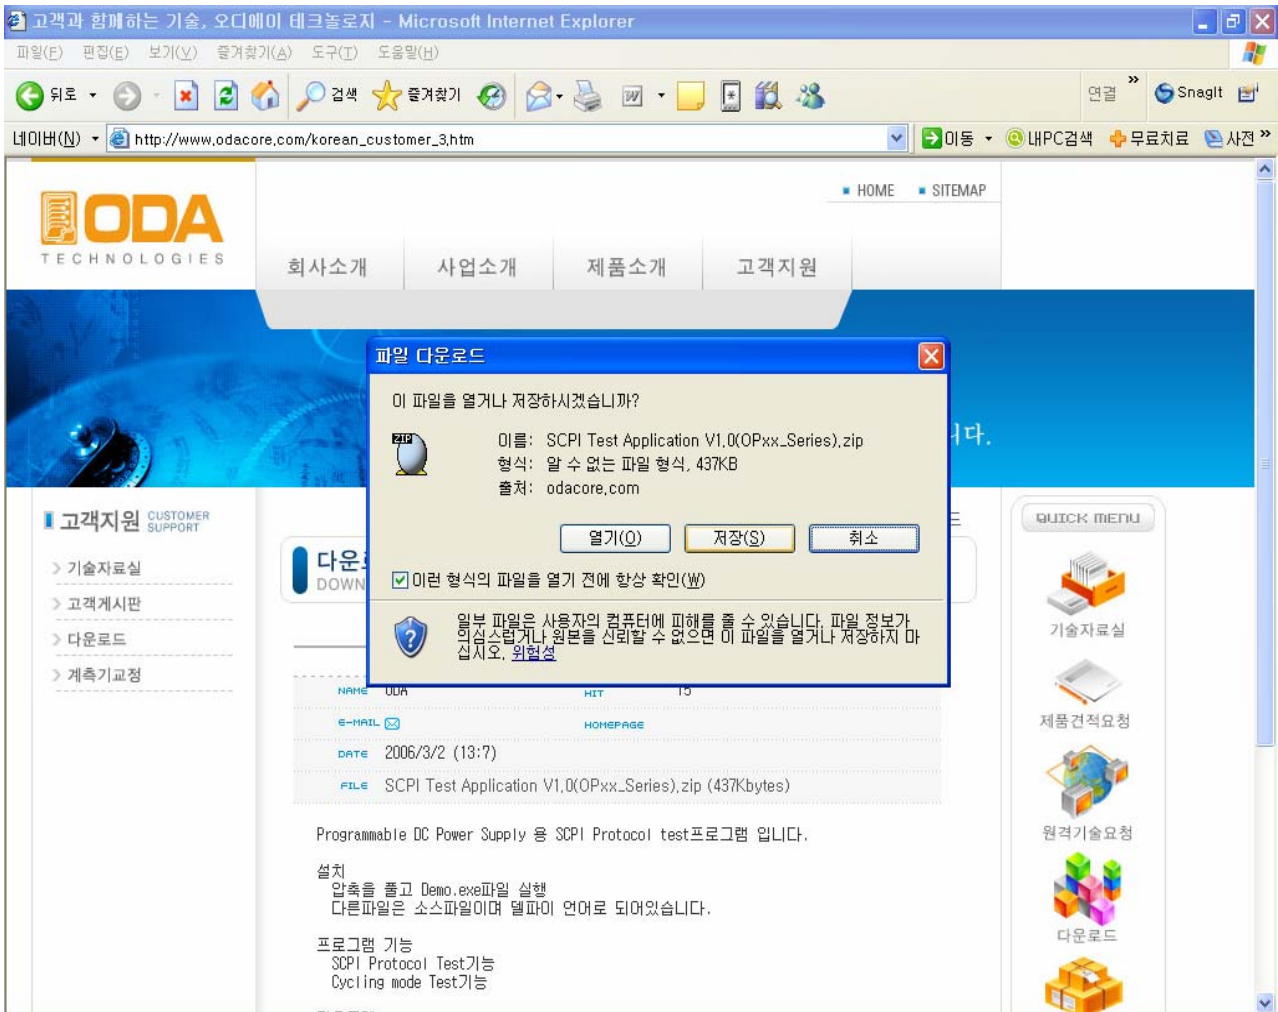 고객과 함께하는 기술, 오디에이 테크놀로지 - Microsoft Internet Explorer
파일(F) 편집(E) 보기(V) 즐겨찾기(A) 도구(T) 도움말(H)
뒤로 검색 즐겨찾기 연결 » SnagIt
네이버(N) http://www.odacore.com/korean_customer_3.htm 이동 내PC검색 무료치료 사전 »
HOME SITEMAP
ODA
TECHNOLOGIES
회사소개 사업소개 제품소개 고객지원
파일 다운로드
이 파일을 열거나 저장하시겠습니까?
ZIP
이름: SCPI Test Application V1.0(OPxx_Series).zip
형식: 알 수 없는 파일 형식, 437KB
출처: odacore.com
열기(O) 저장(S) 취소
이런 형식의 파일을 열기 전에 항상 확인(W)
일부 파일은 사용자의 컴퓨터에 피해를 줄 수 있습니다. 파일 정보가
의심스럽거나 원본을 신뢰할 수 없으면 이 파일을 열거나 저장하지 마
십시오. 위험성
니다.
고객지원 CUSTOMER SUPPORT
> 기술자료실
> 고객게시판
> 다운로드
> 계측기교정
다운로
DOWN
NAME ODA HIT 15
E-MAIL HOMEPAGE
DATE 2006/3/2 (13:7)
FILE SCPI Test Application V1.0(OPxx_Series).zip (437Kbytes)
Programmable DC Power Supply 용 SCPI Protocol test프로그램 입니다.
설치
압축을 풀고 Demo.exe파일 실행
다른파일은 소스파일이며 델파이 언어로 되어있습니다.
프로그램 기능
SCPI Protocol Test기능
Cycling mode Test기능
QUICK MENU
기술자료실
제품견적요청
원격기술요청
다운로드